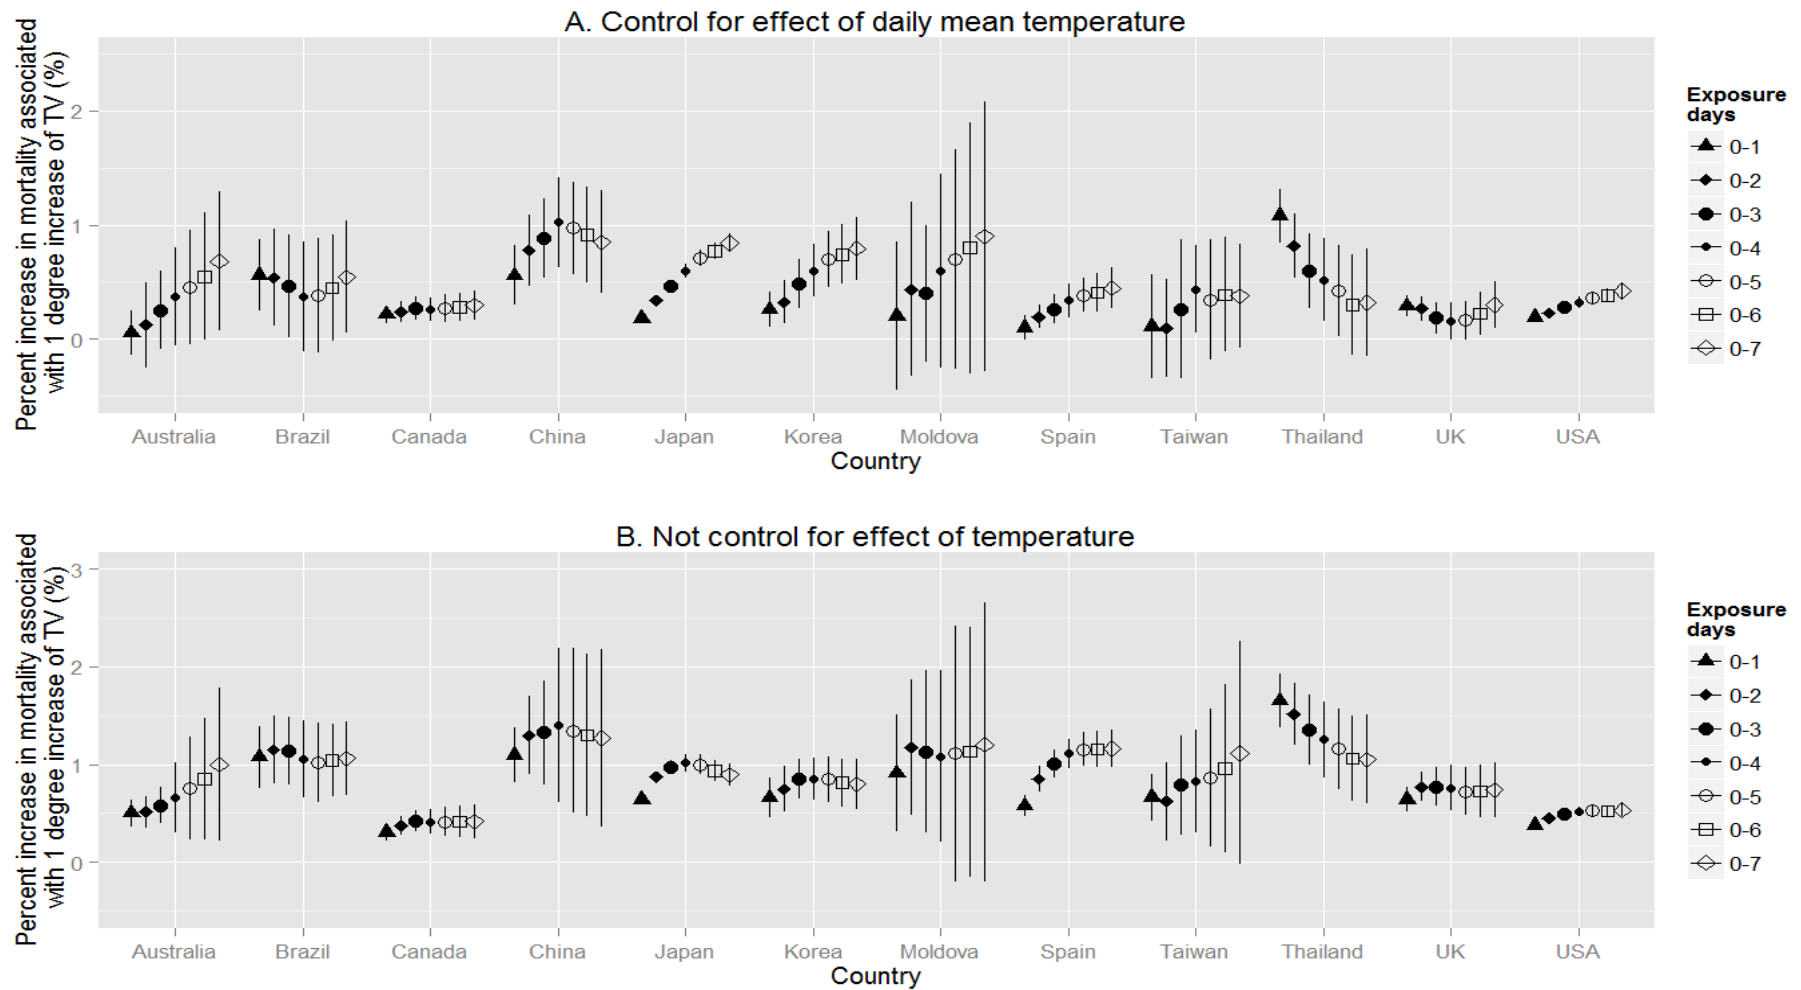 A. Control for effect of daily mean temperature
Percent increase in mortality associated
with 1 degree increase of TV (%)
2
1
0
Australia Brazil Canada China Japan Korea Moldova Spain Taiwan Thailand UK USA
Country
Exposure
days
0-1
0-2
0-3
0-4
0-5
0-6
0-7
B. Not control for effect of temperature
Percent increase in mortality associated
with 1 degree increase of TV (%)
3
2
1
0
Australia Brazil Canada China Japan Korea Moldova Spain Taiwan Thailand UK USA
Country
Exposure
days
0-1
0-2
0-3
0-4
0-5
0-6
0-7